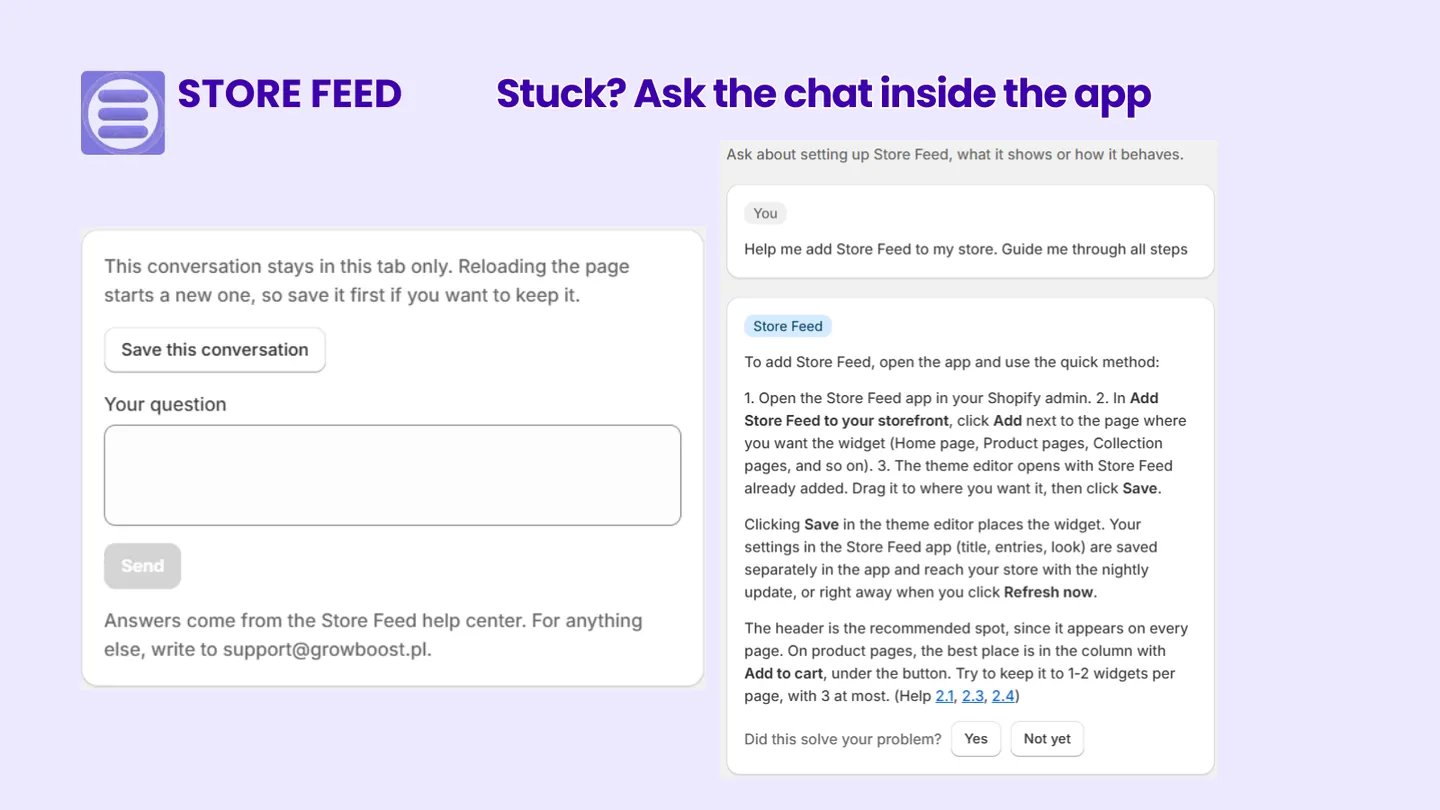 STORE FEED
Stuck? Ask the chat inside the app
This conversation stays in this tab only. Reloading the page
starts a new one, so save it first if you want to keep it.
Save this conversation
Your question
Send
Answers come from the Store Feed help center. For anything
else, write to support@growboost.pl.
Ask about setting up Store Feed, what it shows or how it behaves.
You
Help me add Store Feed to my store. Guide me through all steps
Store Feed
To add Store Feed, open the app and use the quick method:
1. Open the Store Feed app in your Shopify admin. 2. In Add
Store Feed to your storefront, click Add next to the page where
you want the widget (Home page, Product pages, Collection
pages, and so on). 3. The theme editor opens with Store Feed
already added. Drag it to where you want it, then click Save.
Clicking Save in the theme editor places the widget. Your
settings in the Store Feed app (title, entries, look) are saved
separately in the app and reach your store with the nightly
update, or right away when you click Refresh now.
The header is the recommended spot, since it appears on every
page. On product pages, the best place is in the column with
Add to cart, under the button. Try to keep it to 1-2 widgets per
page, with 3 at most. (Help 2.1, 2.3, 2.4)
Did this solve your problem?
Yes
Not yet